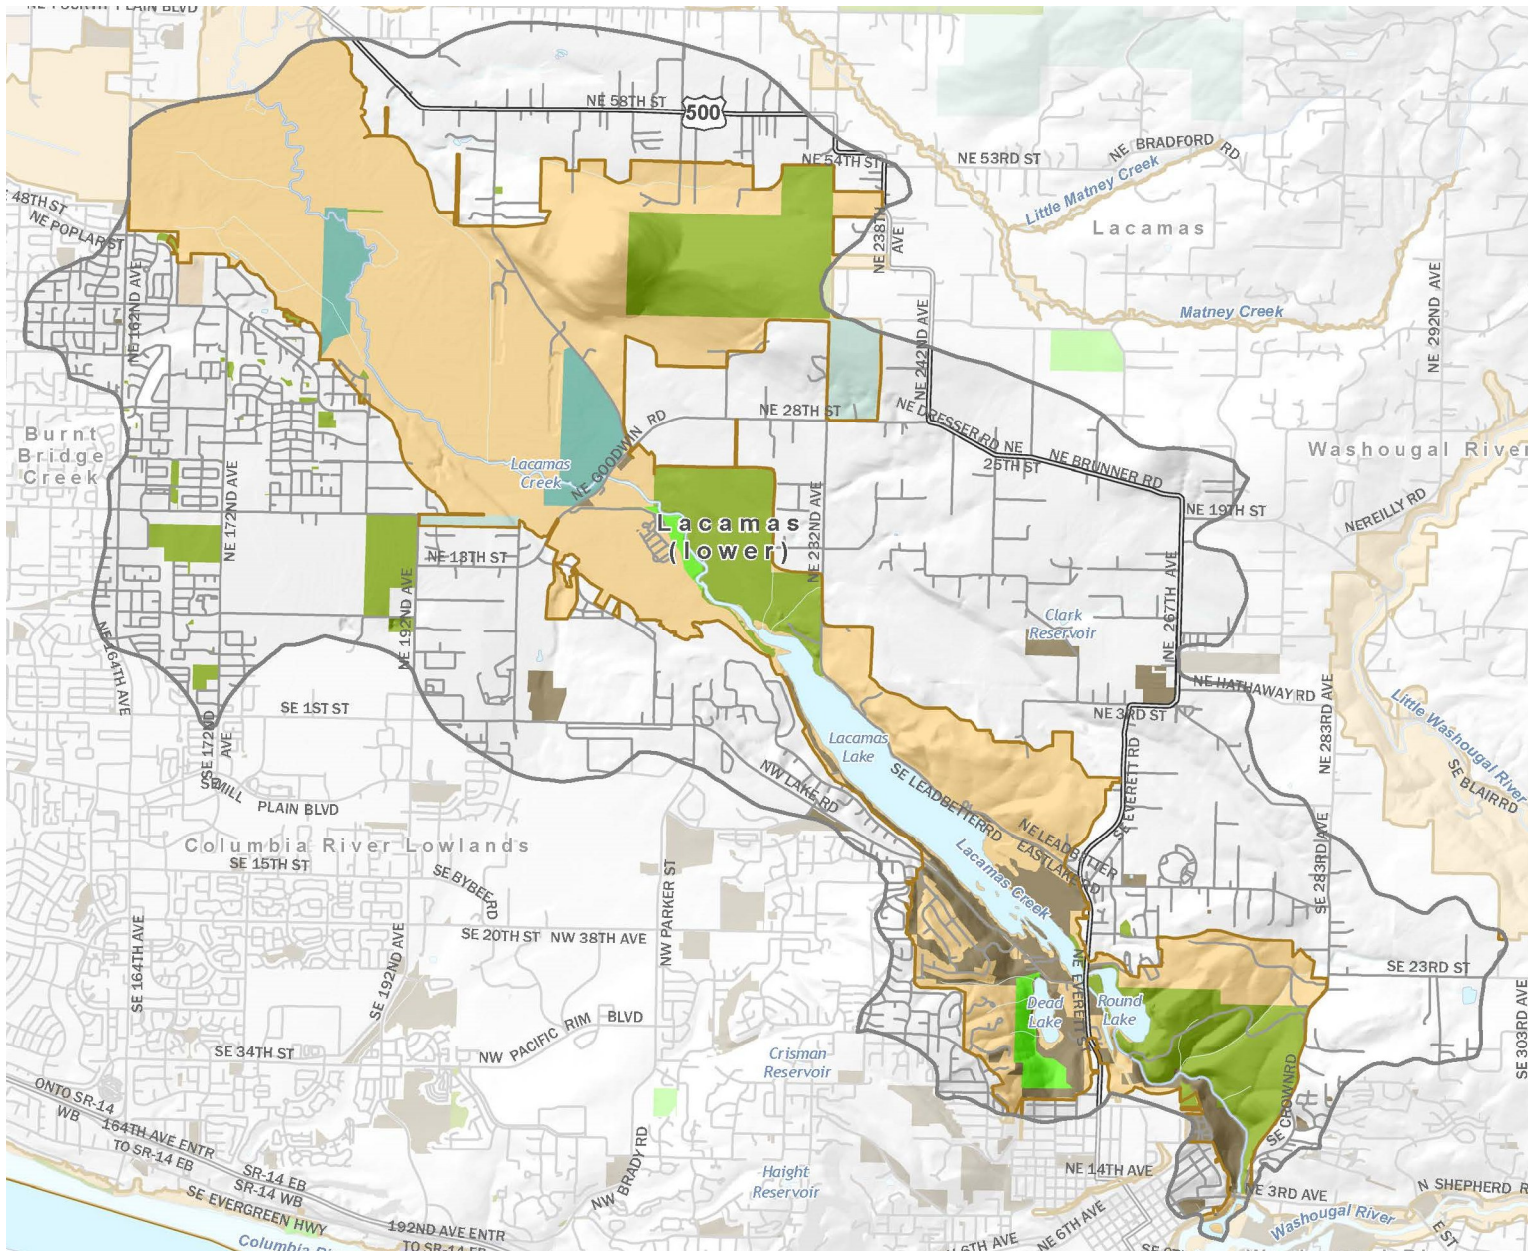 NE FOURTH PLAIN BLVD
NE 58TH ST
500
NE 54TH ST
NE 53RD ST
NE BRADFORD RD
Little Matney Creek
48TH ST
NE POPLAR ST
NE 238TH
AVE
Lacamas
NE 162ND AVE
NE 242ND AVE
Matney Creek
NE 292ND AVE
NE 28TH ST
NE DRESSER RD NE
25TH ST
NE BRUNNER RD
Burnt
Bridge
Creek
Washougal River
NE GOODWIN RD
Lacamas
Creek
NE 172ND AVE
NE 232ND AVE
NE 19TH ST
NEREILLY RD
Lacamas
(lower)
NE 18TH ST
NE 192ND AVE
NE 267TH AVE
Clark
Reservoir
NE 164TH AVE
NE HATHAWAY RD
NE 283RD AVE
Little Washougal River
SE 1ST ST
NE 3RD ST
SE 172ND
AVE
Lacamas
Lake
SE MILL PLAIN BLVD
NW LAKE RD
SE LEADBETTERRD
SE EVERETT RD
SE BLAIRRD
NE LEADBETTER
EASTLAKE RD
Columbia River Lowlands
SE 15TH ST
SE BYBEE RD
NW PARKER ST
Lacamas Creek
SE 283RD AVE
SE 164TH AVE
SE 192ND AVE
SE 20TH ST
NW 38TH AVE
SE 23RD ST
NE EVERETT ST
Dead
Lake
Round
Lake
SE 303RD AVE
SE 34TH ST
NW PACIFIC RIM BLVD
Crisman
Reservoir
SE CROWNRD
ONTO SR-14
WB
164TH AVE ENTR
TO SR-14 EB
SR-14 EB
SR-14 WB
SE EVERGREEN HWY
NW BRADY RD
Haight
Reservoir
NE 14TH AVE
NE 3RD AVE
N SHEPHERD R
Washougal River
E ST
192ND AVE ENTR
NE 6TH AVE